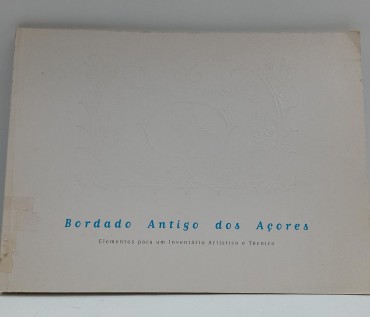 Bordado Antigo dos Açores
Elementos para um Inventário Artístico e Técnico